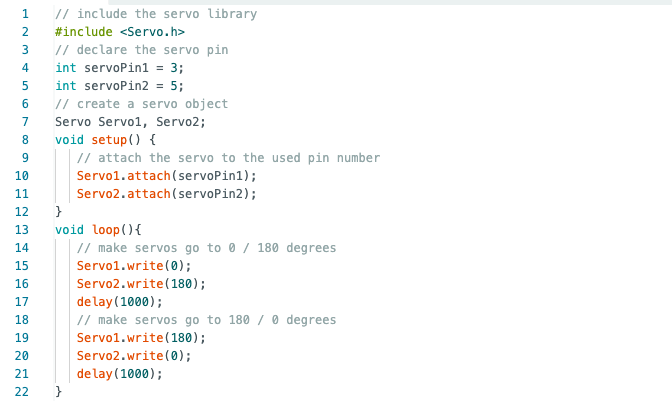 1 // include the servo library
2 #include <Servo.h>
3 // declare the servo pin
4 int servoPin1 = 3;
5 int servoPin2 = 5;
6 // create a servo object
7 Servo Servo1, Servo2;
8 void setup() {
9 // attach the servo to the used pin number
10 Servo1.attach(servoPin1);
11 Servo2.attach(servoPin2);
12 }
13 void loop(){
14 // make servos go to 0 / 180 degrees
15 Servo1.write(0);
16 Servo2.write(180);
17 delay(1000);
18 // make servos go to 180 / 0 degrees
19 Servo1.write(180);
20 Servo2.write(0);
21 delay(1000);
22 }